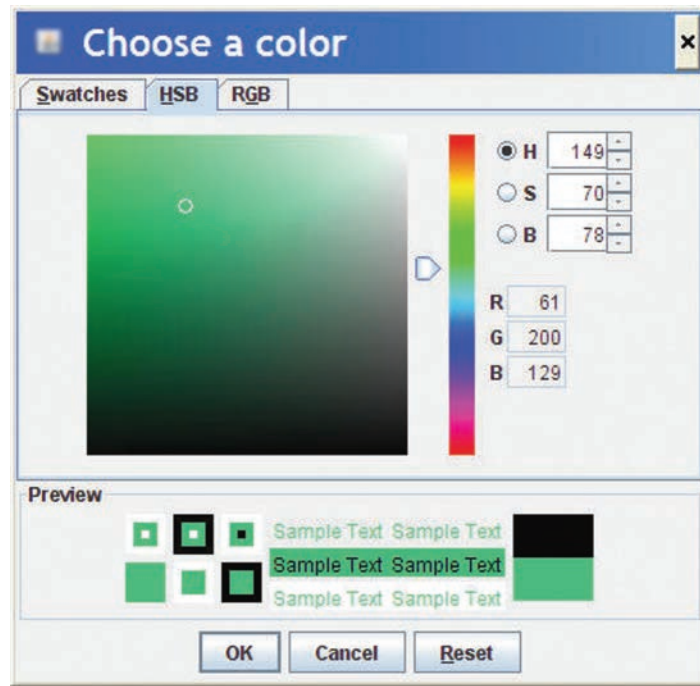 Choose a color
Swatches HSB RGB
H 149
S 70
B 78
R 61
G 200
B 129
Preview
Sample Text Sample Text
Sample Text Sample Text
Sample Text Sample Text
OK Cancel Reset